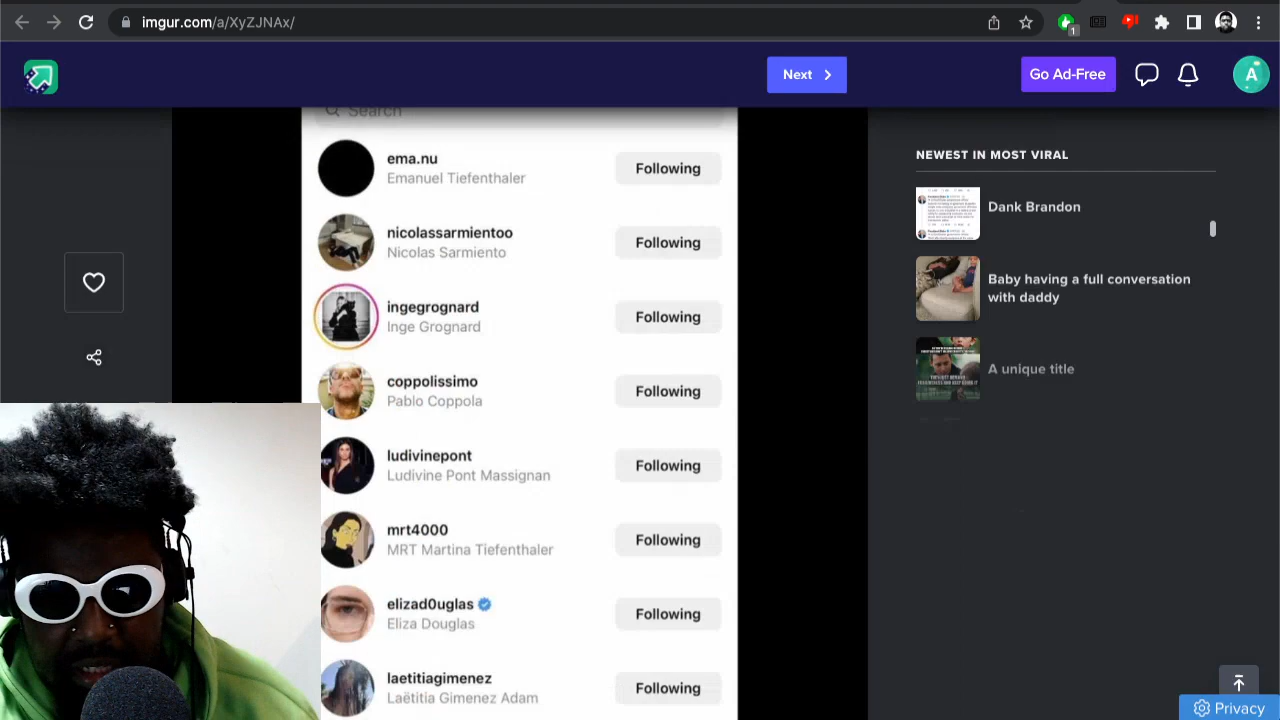 imgur.com/a/XyZJNAx/
1
Next
Go Ad-Free
A
Search
ema.nu
Emanuel Tiefenthaler
Following
nicolassarmientoo
Nicolas Sarmiento
Following
ingegrognard
Inge Grognard
Following
coppolissimo
Pablo Coppola
Following
ludivinepont
Ludivine Pont Massignan
Following
mrt4000
MRT Martina Tiefenthaler
Following
elizad0uglas
Eliza Douglas
Following
laetitiagimenez
Laëtitia Gimenez Adam
Following
NEWEST IN MOST VIRAL
Dank Brandon
Baby having a full conversation
with daddy
A unique title
Privacy